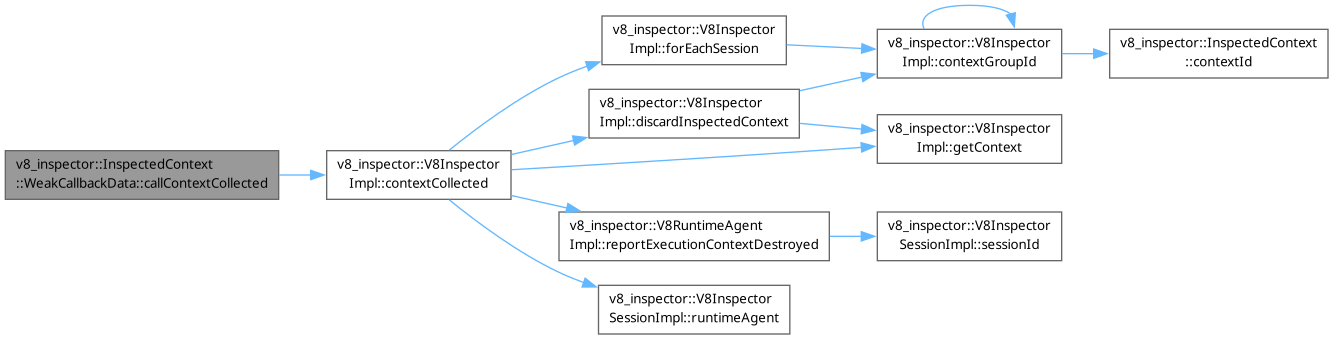 v8_inspector::InspectedContext
::WeakCallbackData::callContextCollected
v8_inspector::V8Inspector
Impl::contextCollected
v8_inspector::V8Inspector
Impl::forEachSession
v8_inspector::V8Inspector
Impl::discardInspectedContext
v8_inspector::V8RuntimeAgent
Impl::reportExecutionContextDestroyed
v8_inspector::V8Inspector
SessionImpl::runtimeAgent
v8_inspector::V8Inspector
Impl::contextGroupId
v8_inspector::V8Inspector
Impl::getContext
v8_inspector::V8Inspector
SessionImpl::sessionId
v8_inspector::InspectedContext
::contextId